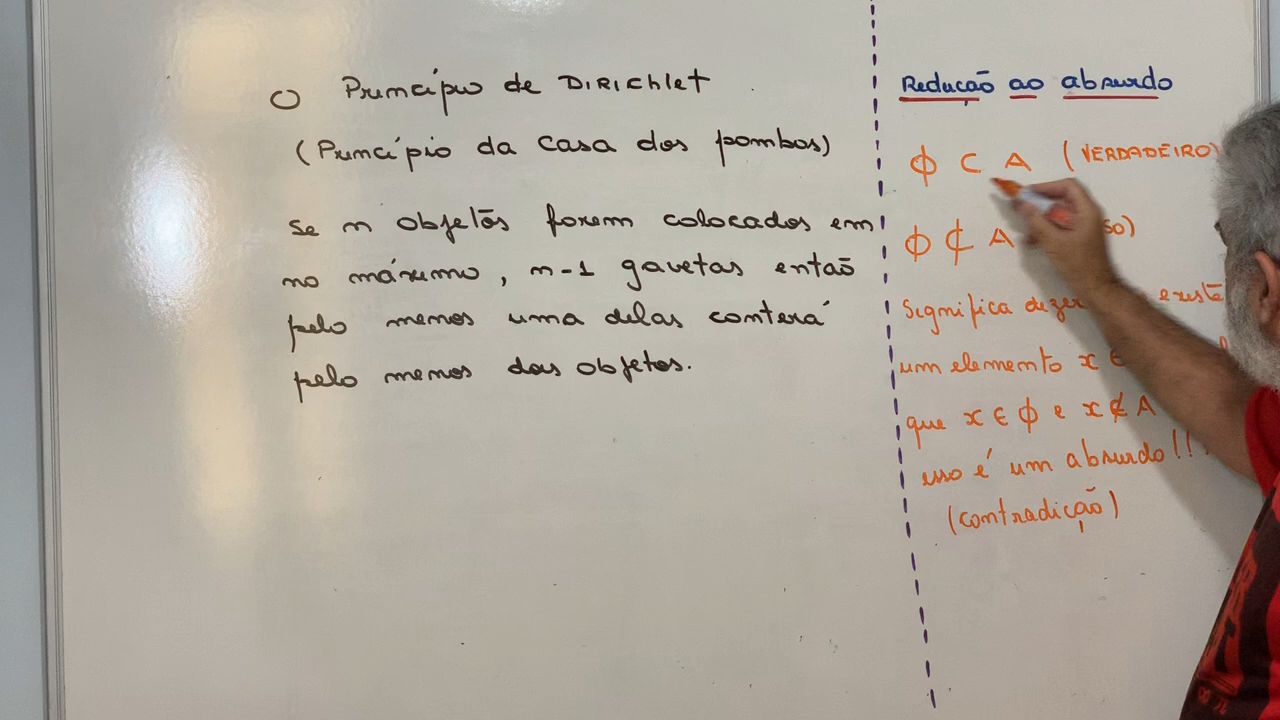 O Princípio de DIRIChleT
(Princípio da Casa dos pombos)
Se n objetos forem colocados em
no máximo, n-1 gavetas então
pelo menos uma delas conterá
pelo menos dois objetos.
Redução ao absurdo
ϕ ⊂ A (VERDADEIRO)
ϕ ⊄ A so)
Significa dizer existe
um elemento x ∈
que x ∈ ϕ e x ∉ A
isso é um absurdo!!!
(contradição)